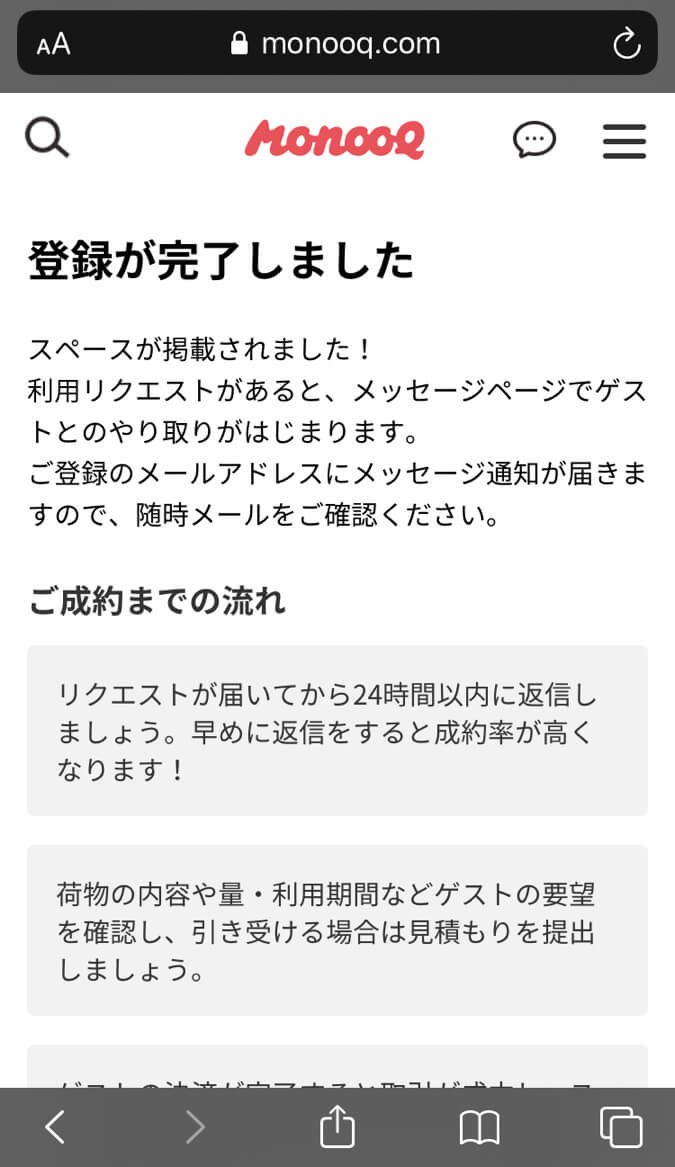 AA monooq.com
MonooQ
登録が完了しました
スペースが掲載されました！
利用リクエストがあると、メッセージページでゲス
トとのやり取りがはじまります。
ご登録のメールアドレスにメッセージ通知が届きま
すので、随時メールをご確認ください。
ご成約までの流れ
リクエストが届いてから24時間以内に返信し
ましょう。早めに返信をすると成約率が高く
なります！
荷物の内容や量・利用期間などゲストの要望
を確認し、引き受ける場合は見積もりを提出
しましょう。